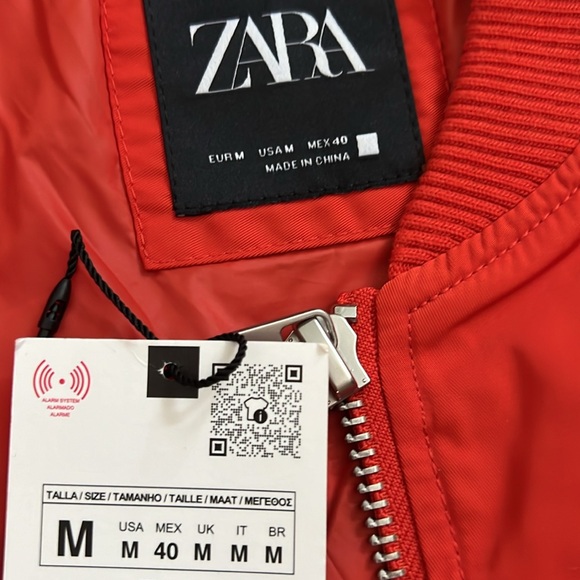 ZARA
EUR M USA M MEX 40 M
MADE IN CHINA
ALARM SYSTEM
ALARMADO
ALARME
TALLA / SIZE / TAMANHO / TAILLE / MAAT / ΜΕΓΕΘΟΣ
USA MEX UK IT BR
M M 40 M M M